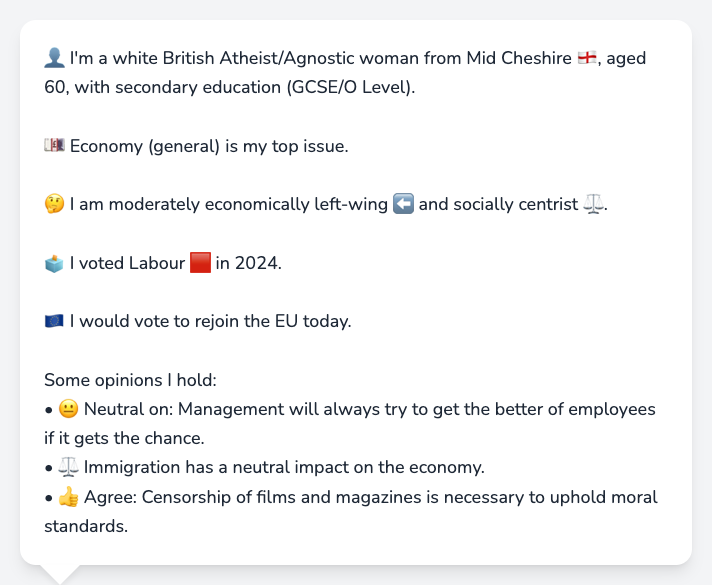 👤 I'm a white British Atheist/Agnostic woman from Mid Cheshire 🏴󠁧󠁢󠁥󠁮󠁧󠁿, aged
60, with secondary education (GCSE/O Level).
💷 Economy (general) is my top issue.
🤔 I am moderately economically left-wing ⬅️ and socially centrist ⚖️.
🗳️ I voted Labour 🟥 in 2024.
🇪🇺 I would vote to rejoin the EU today.
Some opinions I hold:
• 😐 Neutral on: Management will always try to get the better of employees
if it gets the chance.
• ⚖️ Immigration has a neutral impact on the economy.
• 👍 Agree: Censorship of films and magazines is necessary to uphold moral
standards.